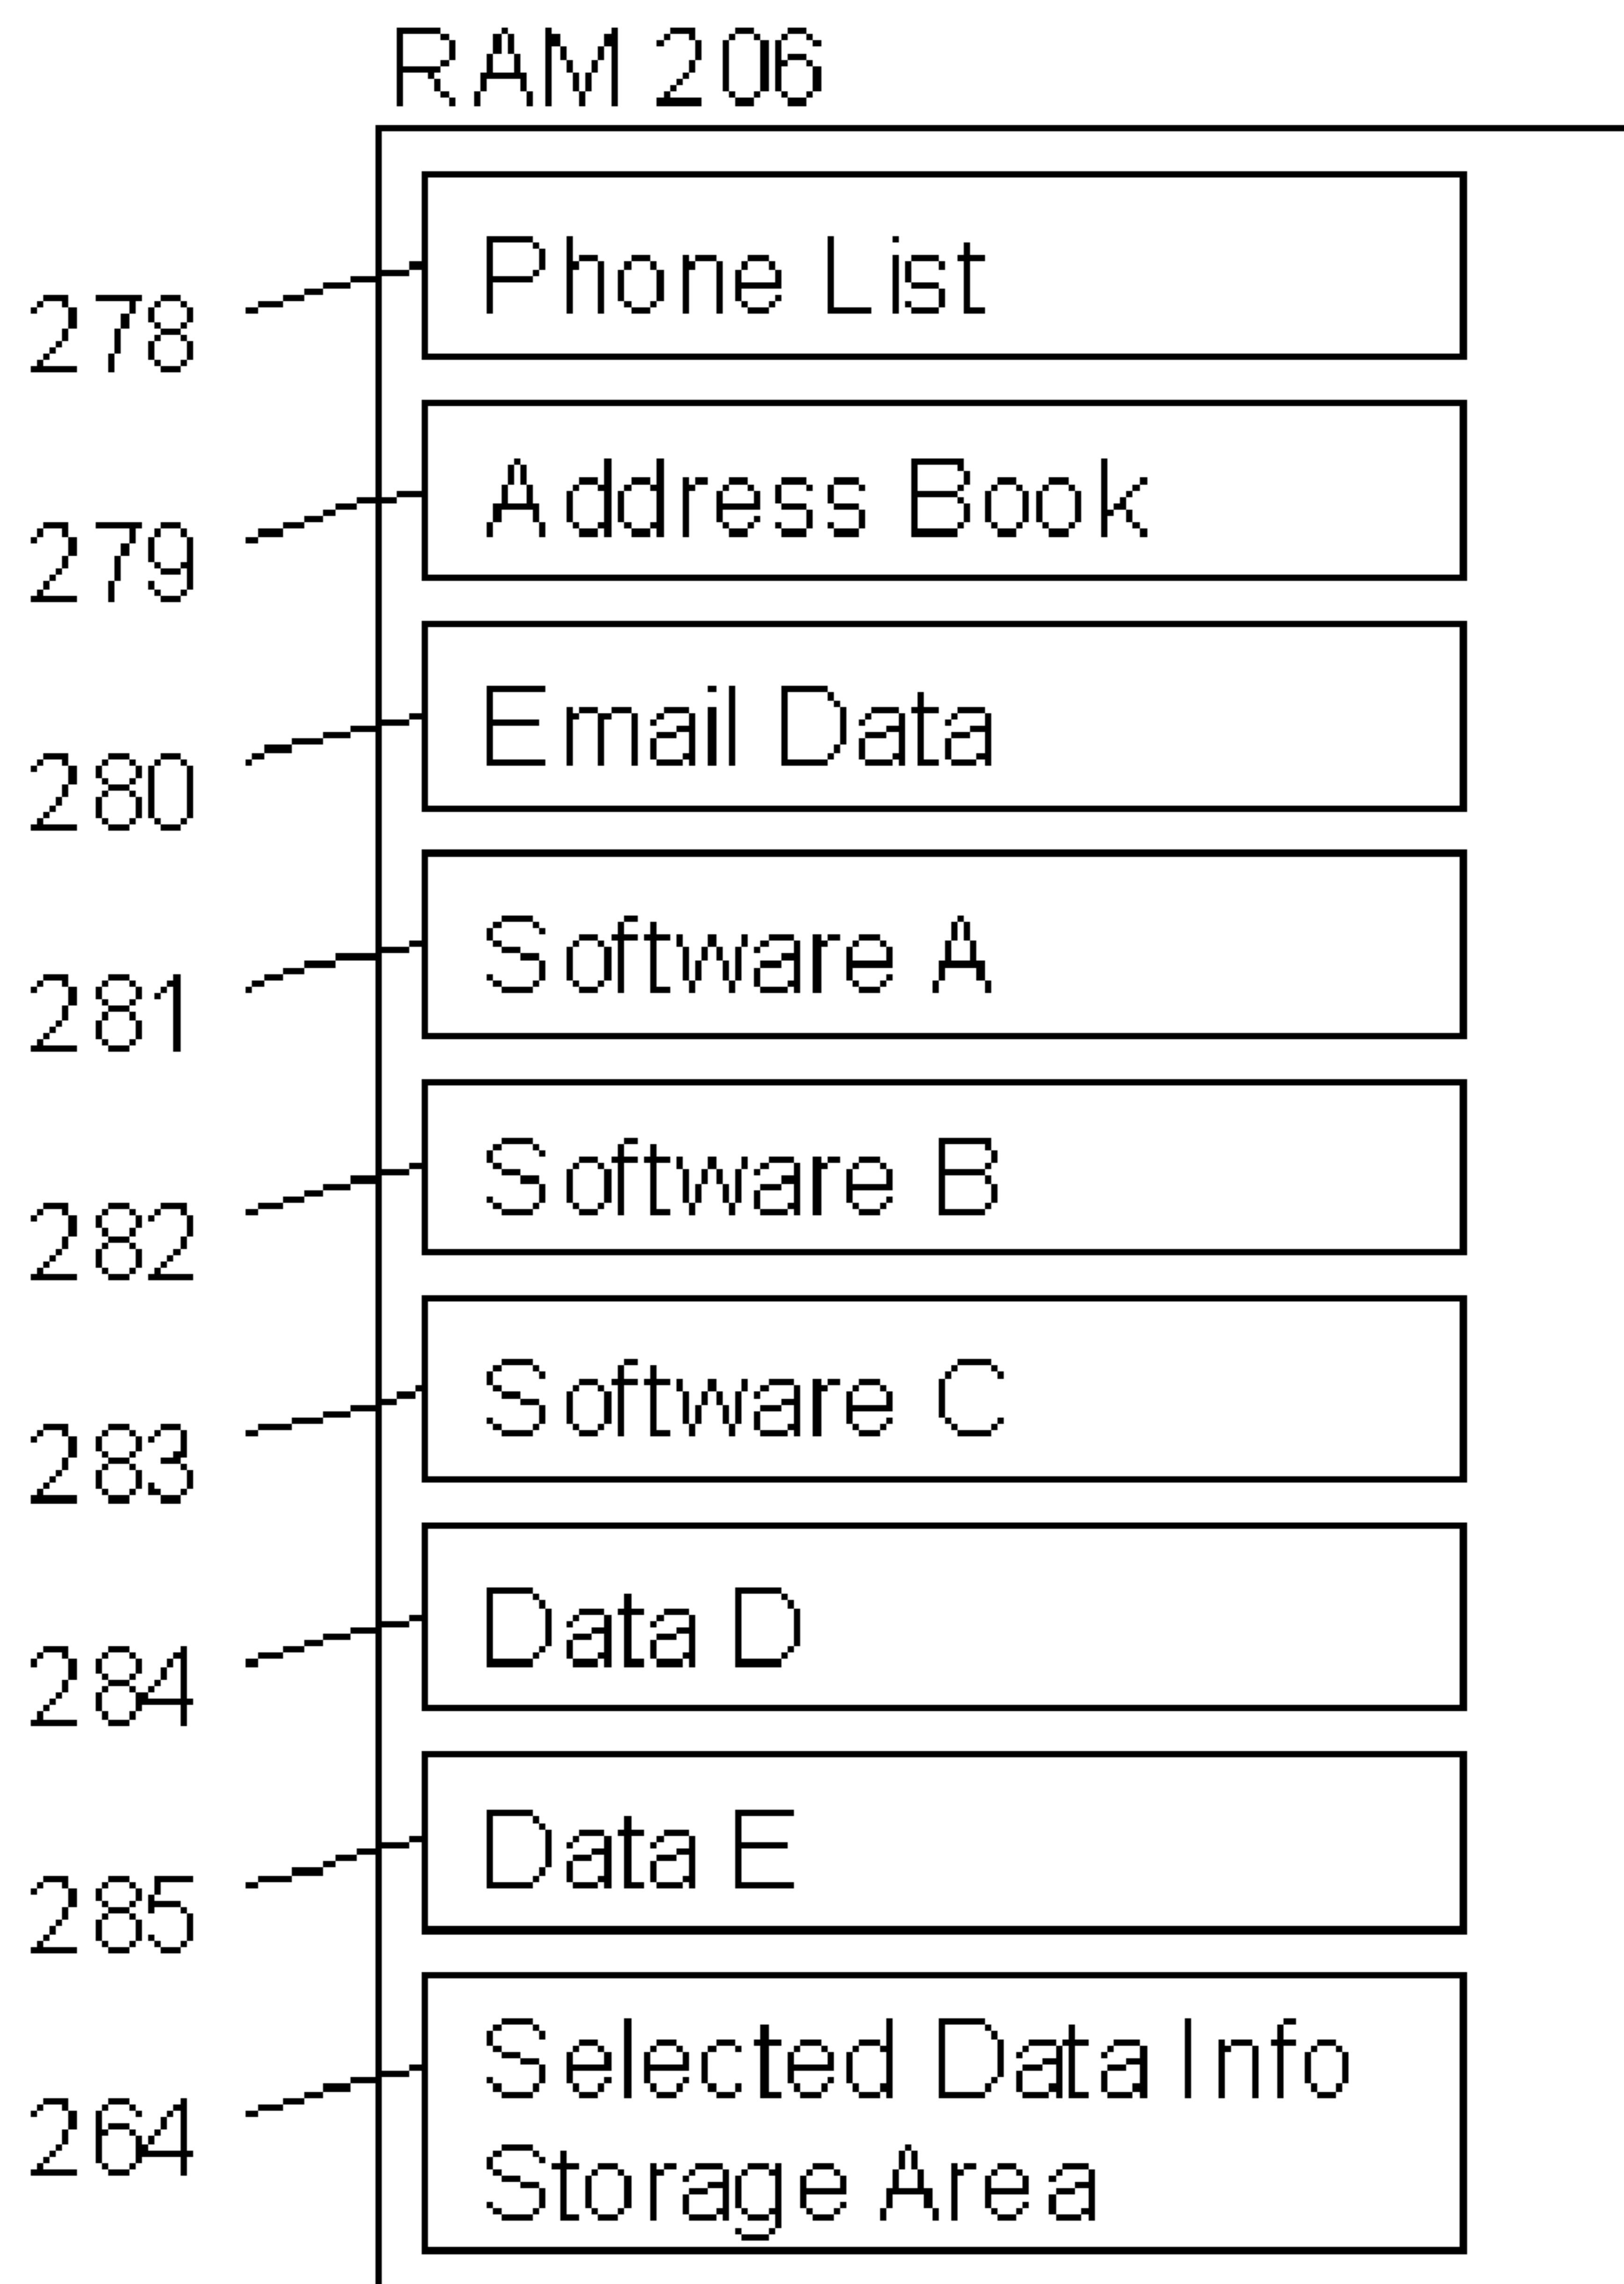 RAM 206
278 Phone List
279 Address Book
280 Email Data
281 Software A
282 Software B
283 Software C
284 Data D
285 Data E
264 Selected Data Info
Storage Area